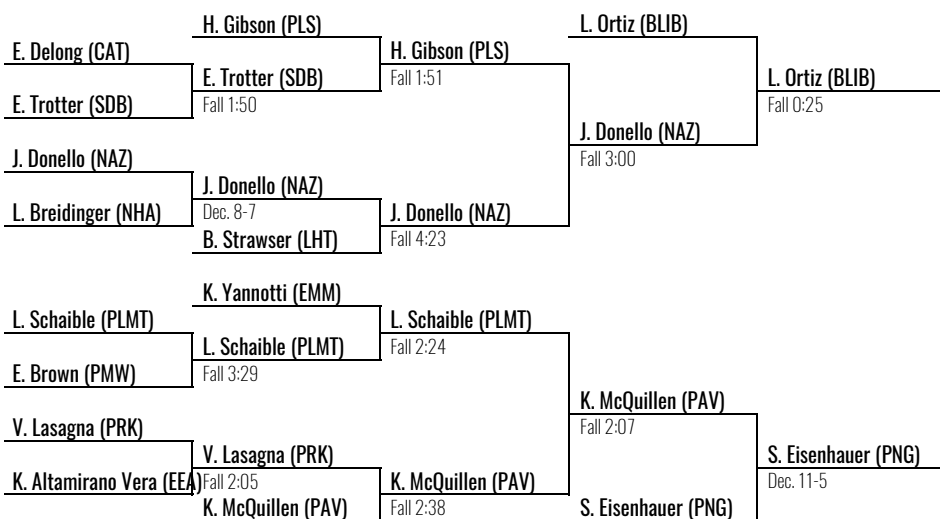 H. Gibson (PLS)
L. Ortiz (BLIB)
E. Delong (CAT)
H. Gibson (PLS)
E. Trotter (SDB)
Fall 1:51
L. Ortiz (BLIB)
E. Trotter (SDB)
Fall 1:50
Fall 0:25
J. Donello (NAZ)
J. Donello (NAZ)
Fall 3:00
J. Donello (NAZ)
L. Breidinger (NHA)
Dec. 8-7
J. Donello (NAZ)
B. Strawser (LHT)
Fall 4:23
K. Yannotti (EMM)
L. Schaible (PLMT)
L. Schaible (PLMT)
L. Schaible (PLMT)
Fall 2:24
E. Brown (PMW)
Fall 3:29
K. McQuillen (PAV)
V. Lasagna (PRK)
Fall 2:07
V. Lasagna (PRK)
S. Eisenhauer (PNG)
K. Altamirano Vera (EEA)
Fall 2:05
K. McQuillen (PAV)
Dec. 11-5
K. McQuillen (PAV)
Fall 2:38
S. Eisenhauer (PNG)